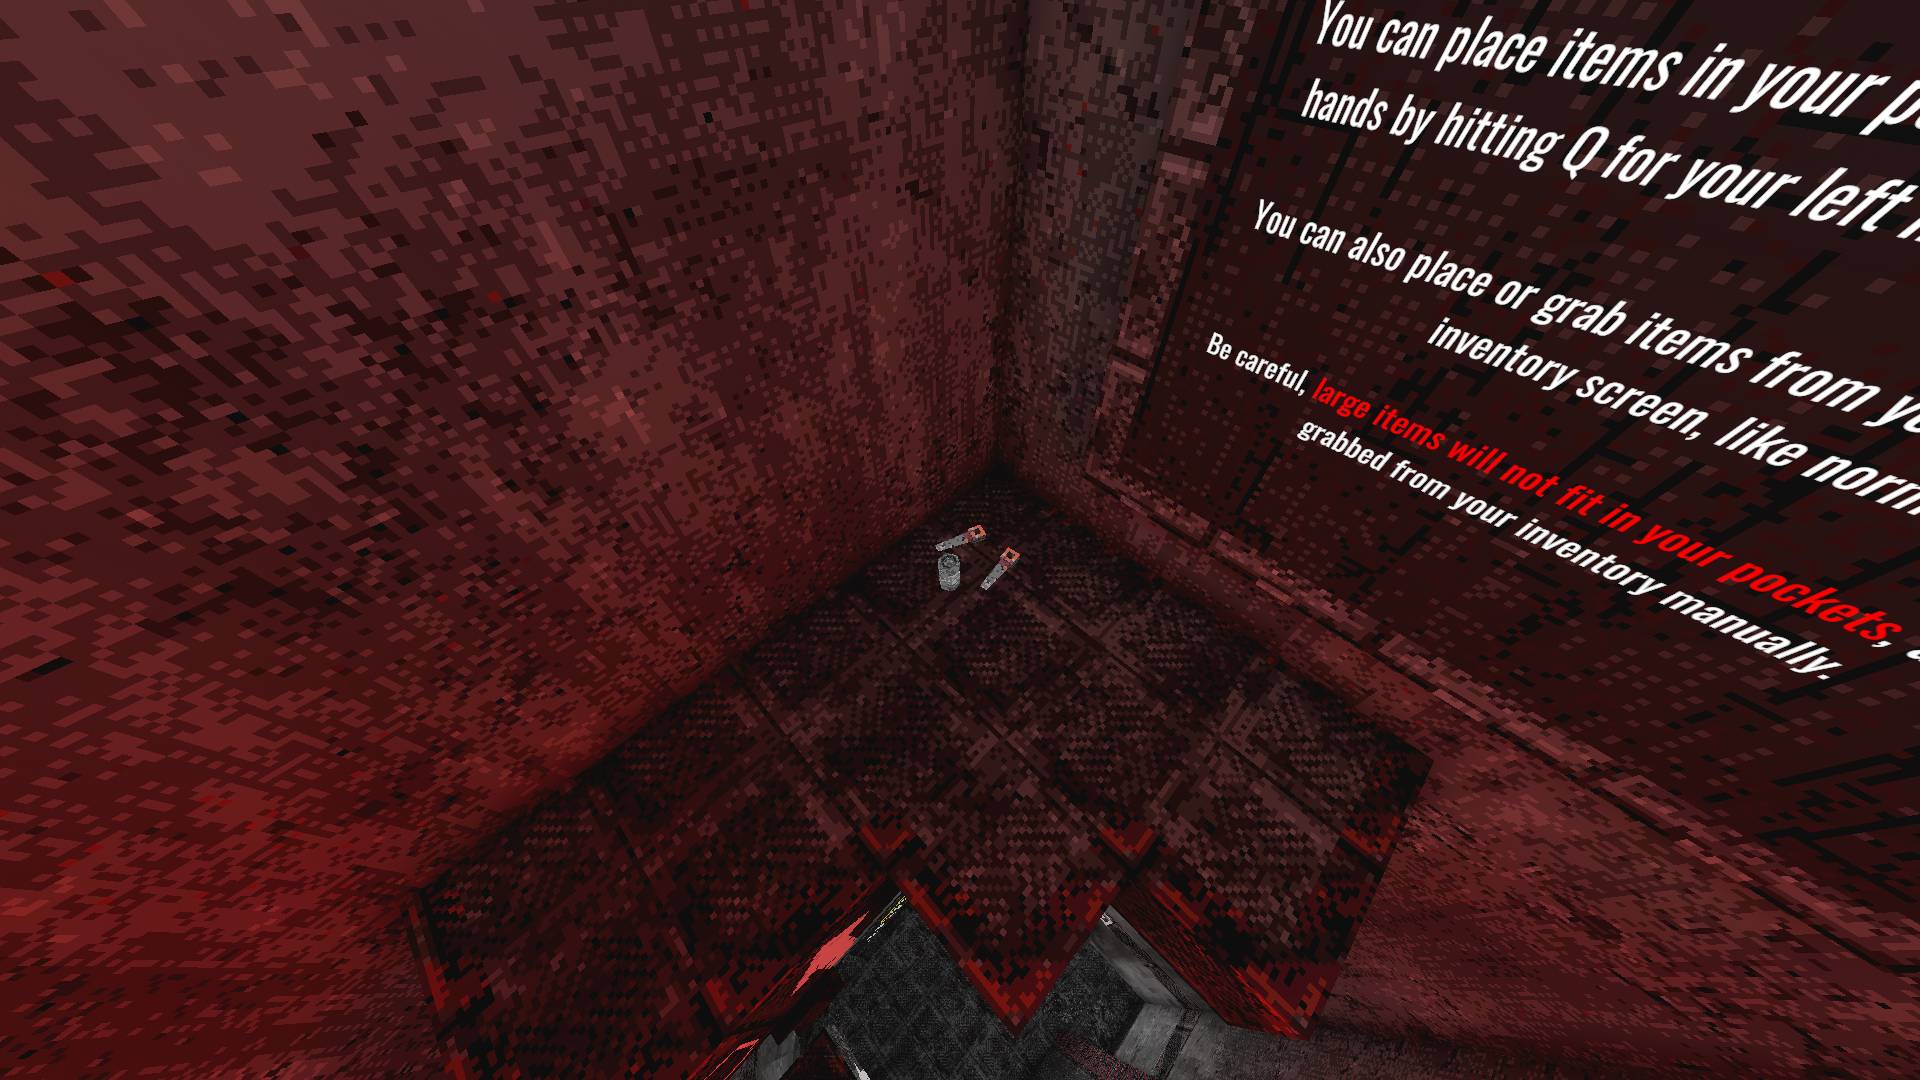 You can place items in your
hands by hitting Q for your left
You can also place or grab items from
inventory screen, like
Be careful, large items will not fit in your pockets,
grabbed from your inventory manually.